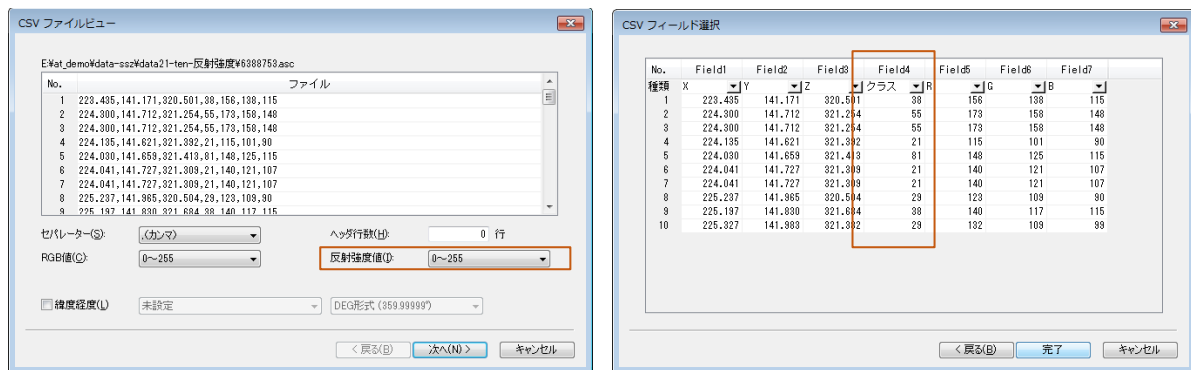 CSV ファイルビュー
E:¥at_demo¥data-ssz¥data21-ten-反射強度¥6388753.asc
No. ファイル
1 223.435,141.171,320.501,38,156,138,115
2 224.300,141.712,321.254,55,173,158,148
3 224.300,141.712,321.254,55,173,158,148
4 224.135,141.621,321.392,21,115,101,90
5 224.030,141.659,321.413,81,148,125,115
6 224.041,141.727,321.309,21,140,121,107
7 224.041,141.727,321.309,21,140,121,107
8 225.237,141.965,320.504,29,123,109,90
9 225.197,141.830,321.684,38,140,117,115
セパレーター(S): ,(カンマ) ヘッダ行数(H): 0 行
RGB値(C): 0～255 反射強度値(I): 0～255
緯度経度(L) 未設定 DEG形式 (359.99999°)
< 戻る(B) 次へ(N) > キャンセル
CSV フィールド選択
No. Field1 Field2 Field3 Field4 Field5 Field6 Field7
種類 X Y Z クラス R G B
1 223.435 141.171 320.501 38 156 138 115
2 224.300 141.712 321.254 55 173 158 148
3 224.300 141.712 321.254 55 173 158 148
4 224.135 141.621 321.392 21 115 101 90
5 224.030 141.659 321.413 81 148 125 115
6 224.041 141.727 321.309 21 140 121 107
7 224.041 141.727 321.309 21 140 121 107
8 225.237 141.965 320.504 29 123 109 90
9 225.197 141.830 321.684 38 140 117 115
10 225.327 141.983 321.382 29 132 109 99
< 戻る(B) 完了 キャンセル